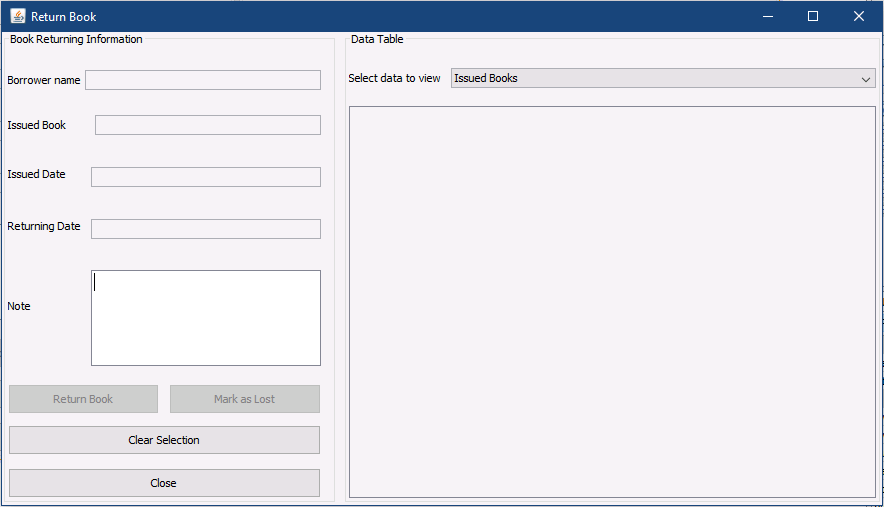 Return Book
Book Returning Information
Borrower name
Issued Book
Issued Date
Returning Date
Note
Return Book
Mark as Lost
Clear Selection
Close
Data Table
Select data to view
Issued Books